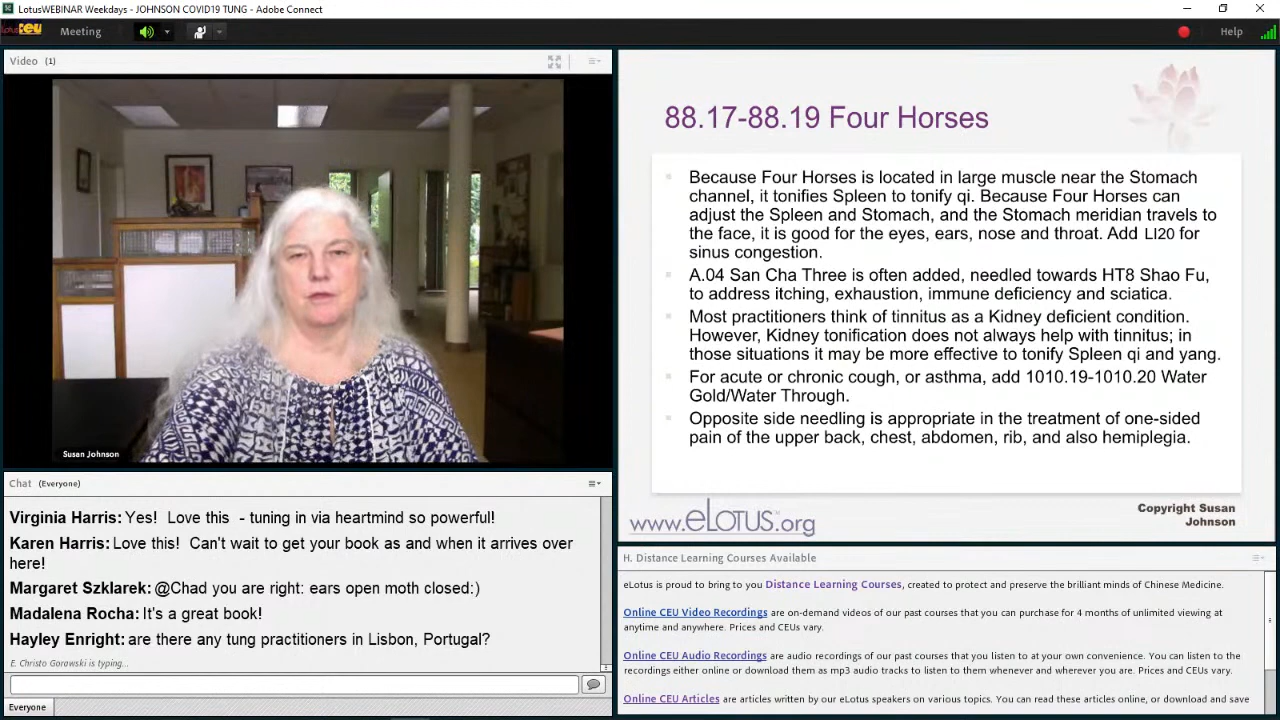 LotusWEBINAR Weekdays - JOHNSON COVID19 TUNG - Adobe Connect
Meeting
Help
Video (1)
Susan Johnson
88.17-88.19 Four Horses
Because Four Horses is located in large muscle near the Stomach
channel, it tonifies Spleen to tonify qi. Because Four Horses can
adjust the Spleen and Stomach, and the Stomach meridian travels to
the face, it is good for the eyes, ears, nose and throat. Add LI20 for
sinus congestion.
A.04 San Cha Three is often added, needled towards HT8 Shao Fu,
to address itching, exhaustion, immune deficiency and sciatica.
Most practitioners think of tinnitus as a Kidney deficient condition.
However, Kidney tonification does not always help with tinnitus; in
those situations it may be more effective to tonify Spleen qi and yang.
For acute or chronic cough, or asthma, add 1010.19-1010.20 Water
Gold/Water Through.
Opposite side needling is appropriate in the treatment of one-sided
pain of the upper back, chest, abdomen, rib, and also hemiplegia.
www.eLOTUS.org
Copyright Susan
Johnson
Chat (Everyone)
Virginia Harris: Yes!  Love this  - tuning in via heartmind so powerful!
Karen Harris: Love this!  Can't wait to get your book as and when it arrives over
here!
Margaret Szklarek: @Chad you are right: ears open moth closed:)
Madalena Rocha: It's a great book!
Hayley Enright: are there any tung practitioners in Lisbon, Portugal?
E. Christo Gorawski is typing...
Everyone
H. Distance Learning Courses Available
eLotus is proud to bring to you Distance Learning Courses, created to protect and preserve the brilliant minds of Chinese Medicine.
Online CEU Video Recordings are on-demand videos of our past courses that you can purchase for 4 months of unlimited viewing at
anytime and anywhere. Prices and CEUs vary.
Online CEU Audio Recordings are audio recordings of our past courses that you listen to at your own convenience. You can listen to the
recordings either online or download them as mp3 audio tracks to listen to them whenever and wherever you are. Prices and CEUs vary.
Online CEU Articles are articles written by our eLotus speakers on various topics. You can read these articles online, or download and save